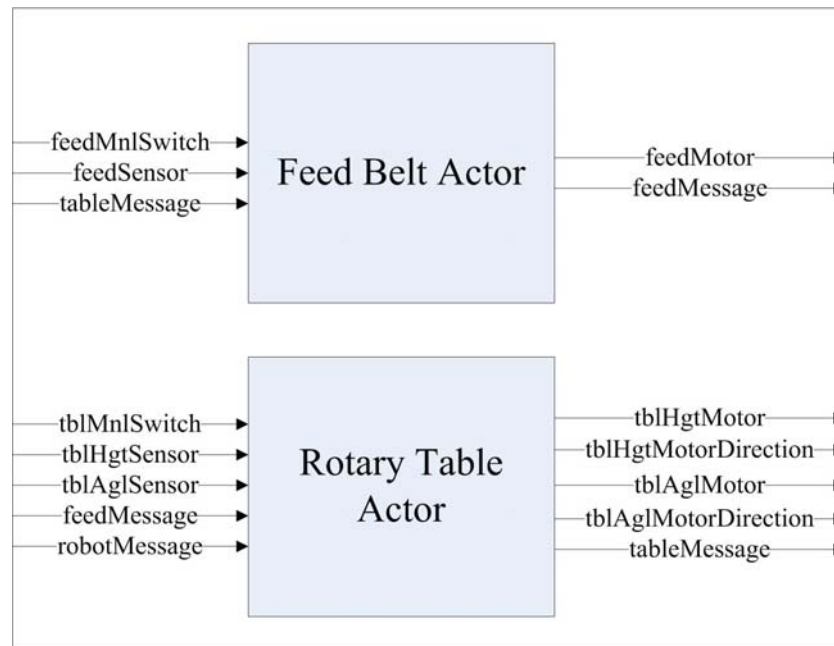 feedMnlSwitch
feedSensor
tableMessage
Feed Belt Actor
feedMotor
feedMessage
tblMnlSwitch
tblHgtSensor
tblAglSensor
feedMessage
robotMessage
Rotary Table
Actor
tblHgtMotor
tblHgtMotorDirection
tblAglMotor
tblAglMotorDirection
tableMessage